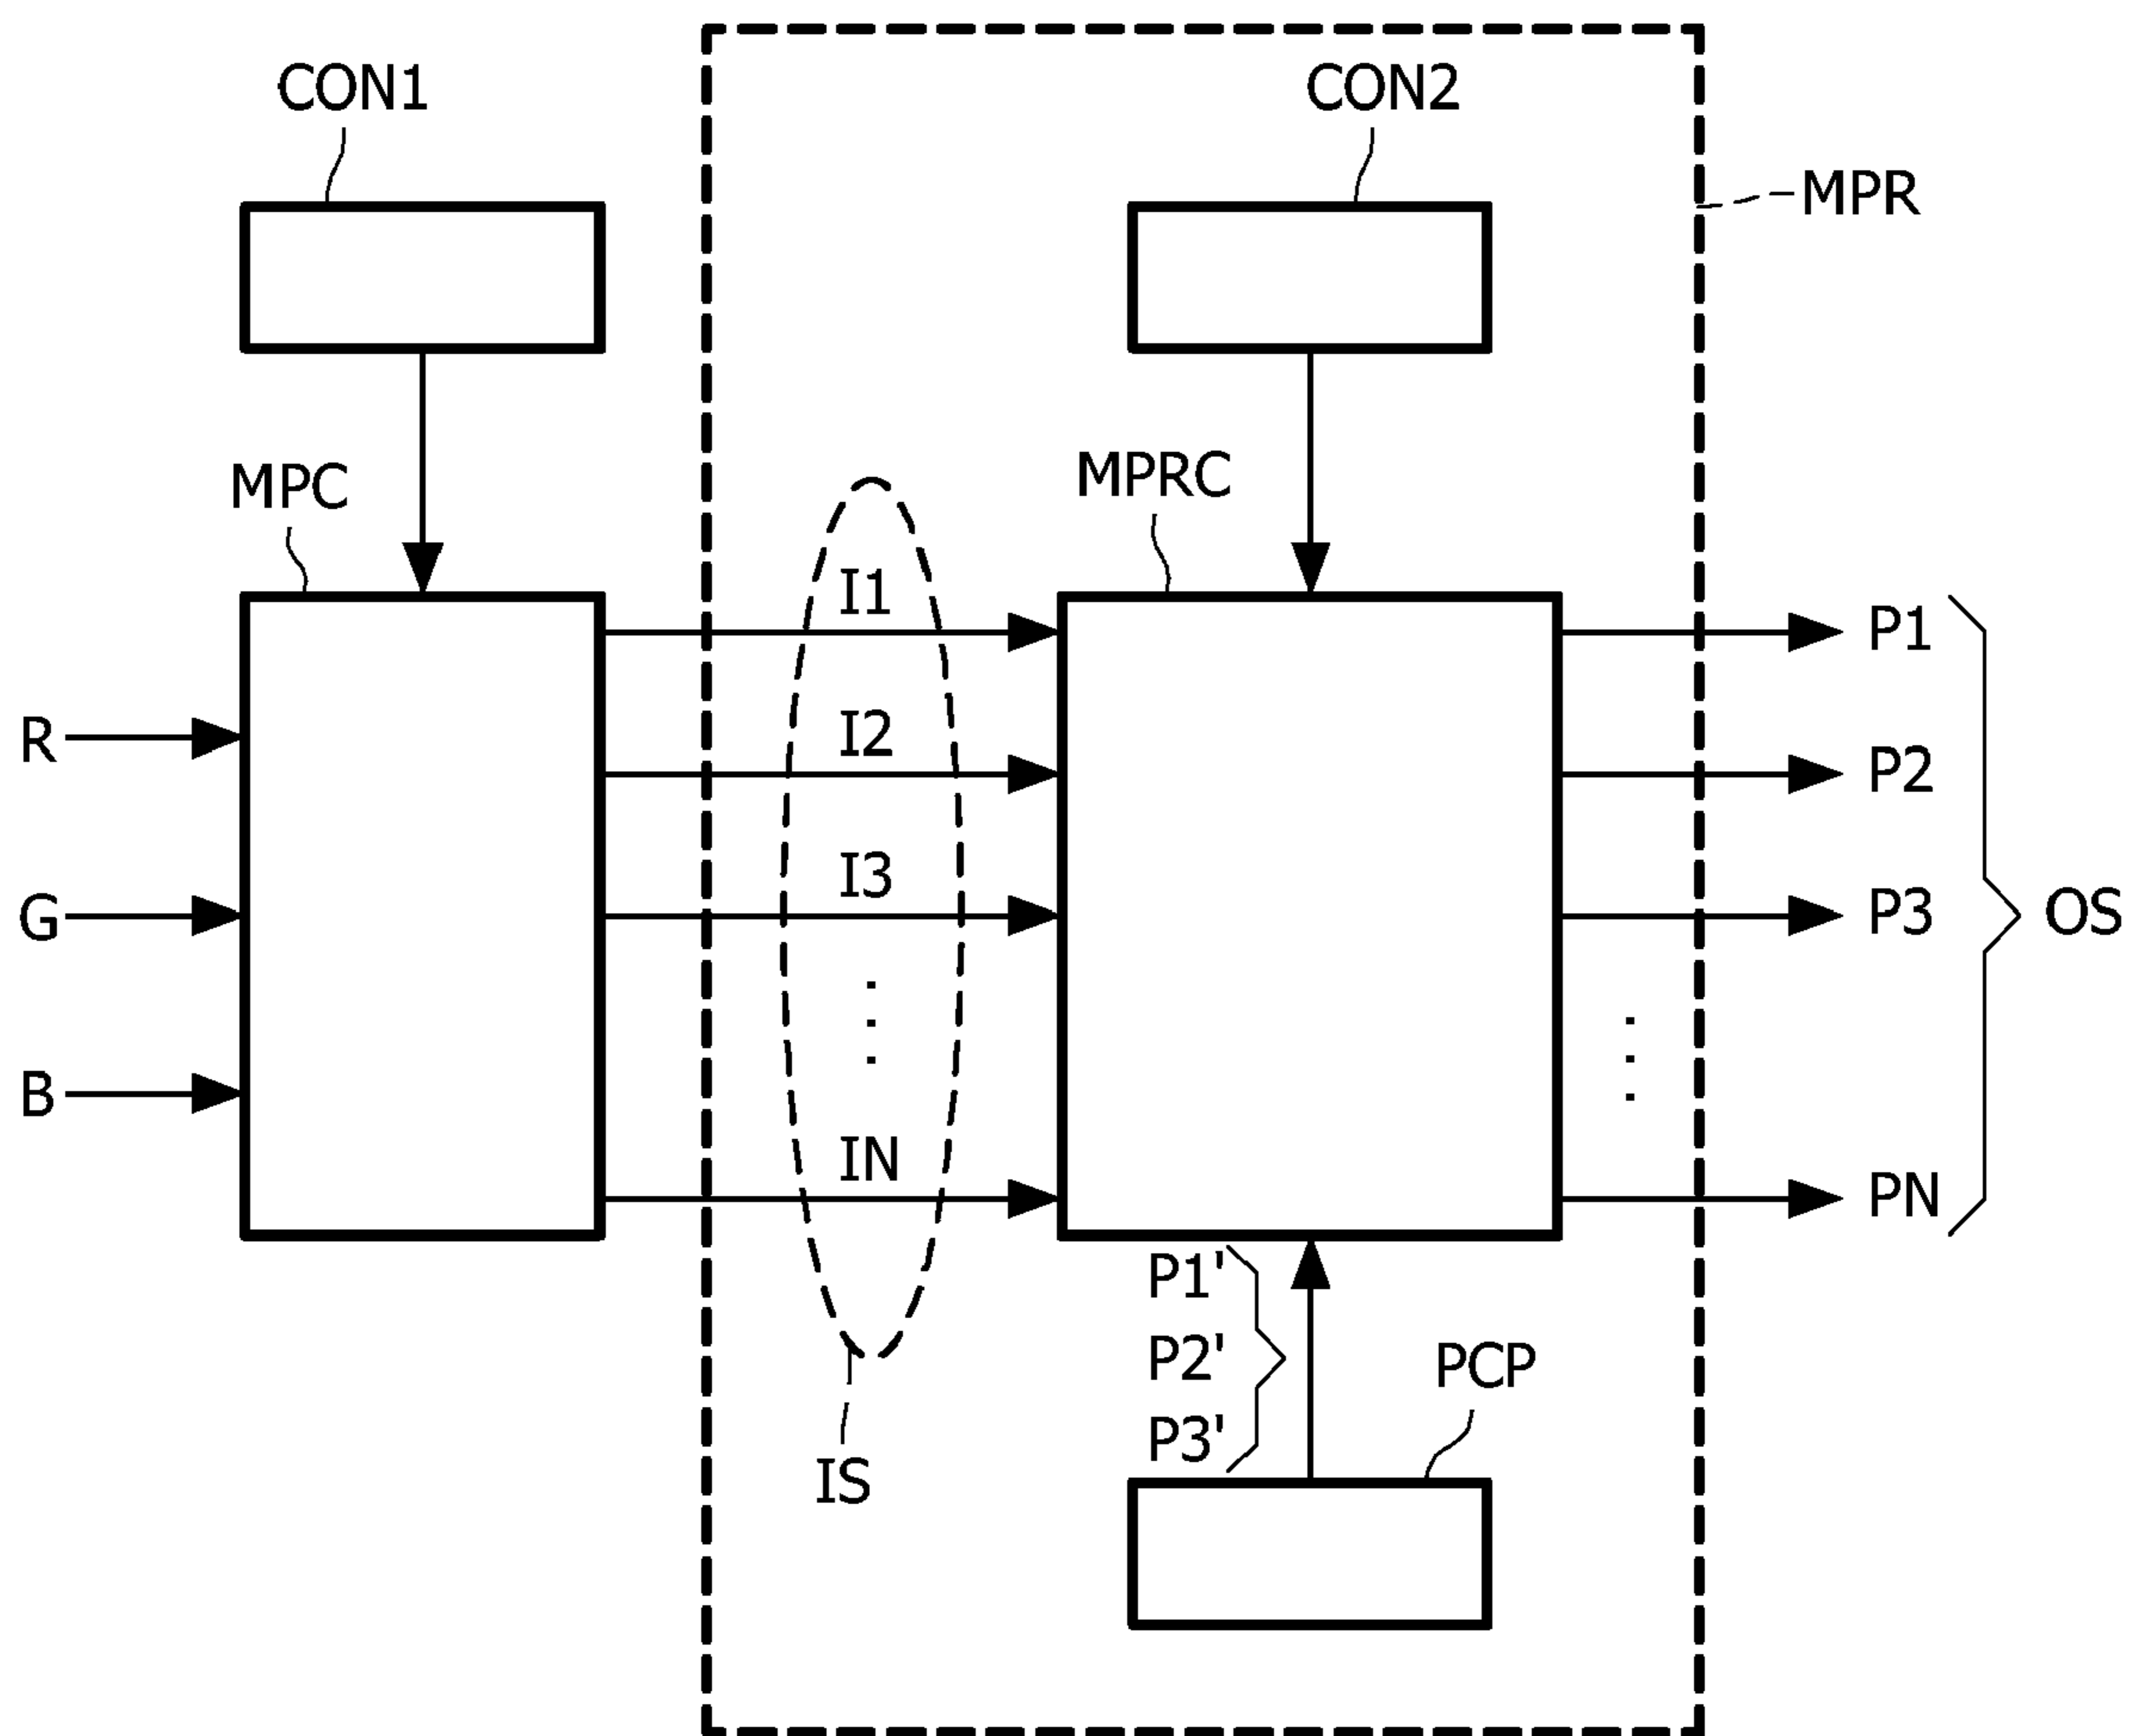 CON1
CON2
MPR
MPC
MPRC
I1
P1
R
I2
P2
I3
G
P3
OS
B
IN
PN
P1'
P2'
P3'
PCP
IS